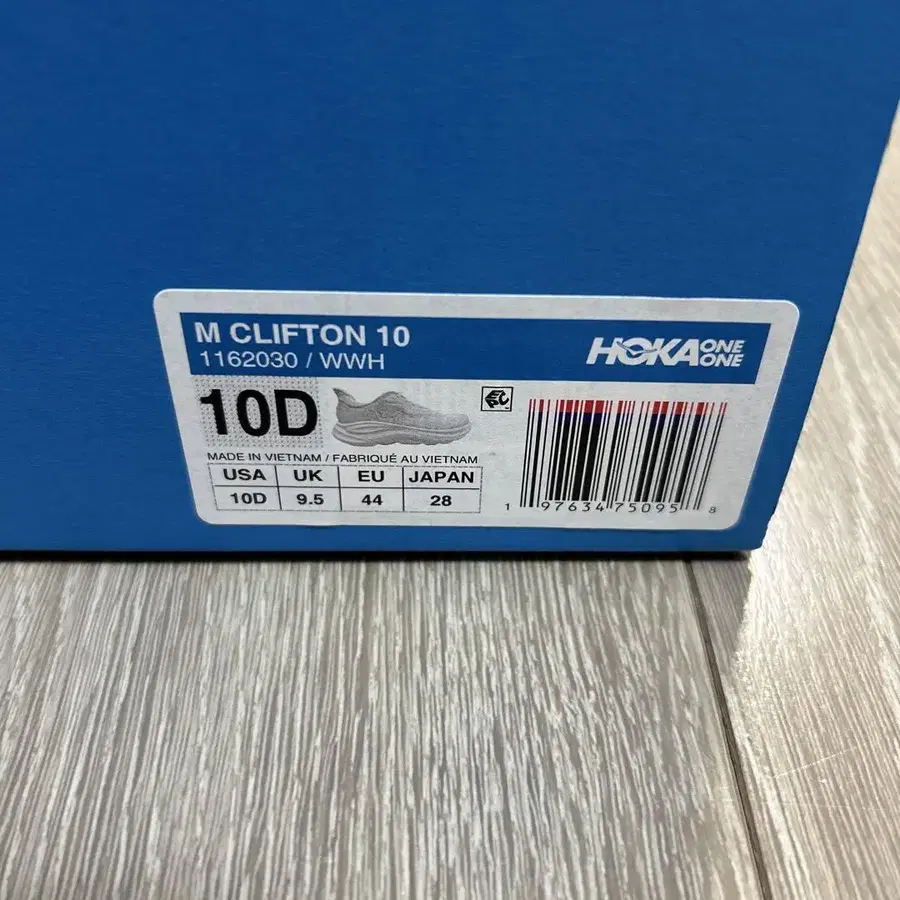 M CLIFTON 10
1162030 / WWH
HOKA ONE ONE
10D
MADE IN VIETNAM / FABRIQUÉ AU VIETNAM
USA UK EU JAPAN
10D 9.5 44 28
1 97634 75095 8